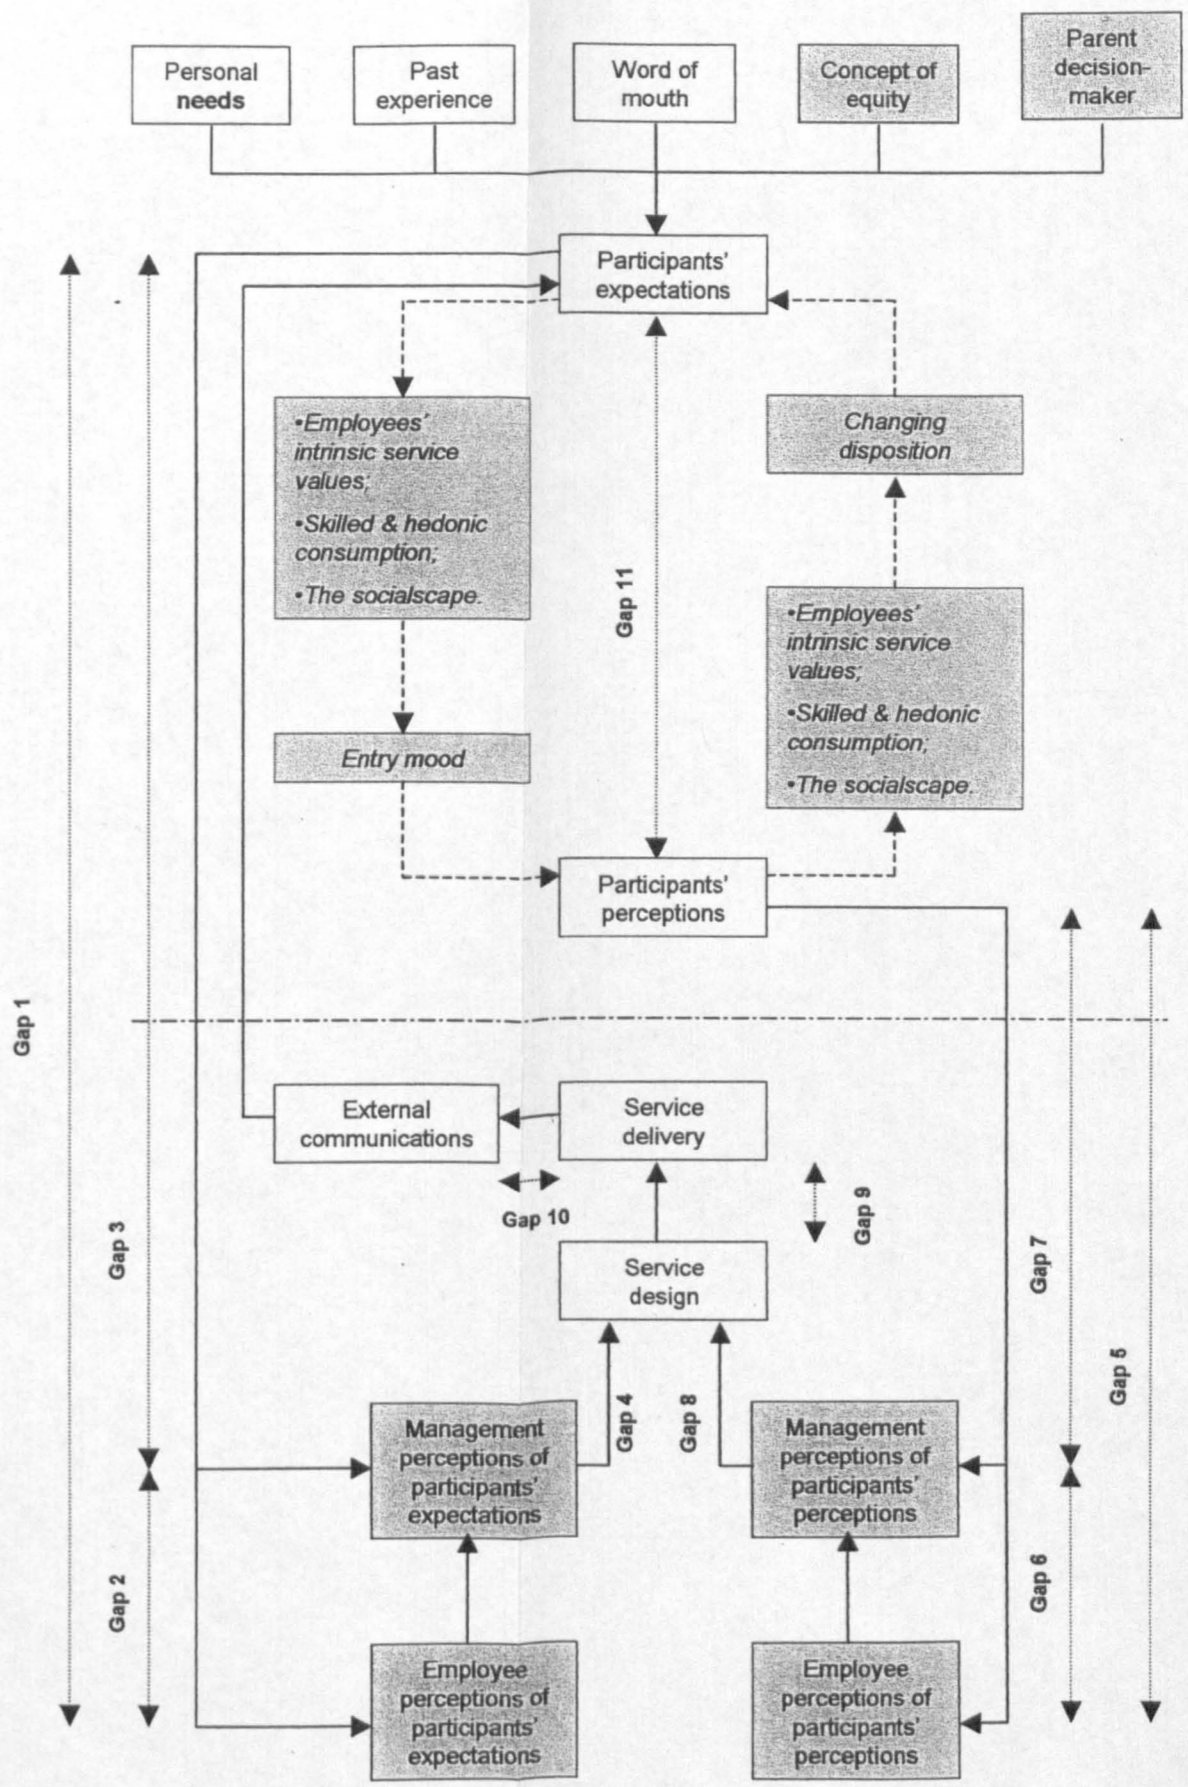 Personal
needs
Past
experience
Word of
mouth
Concept of
equity
Parent
decision-
maker
Participants'
expectations
•Employees'
intrinsic service
values;
•Skilled & hedonic
consumption;
•The socialscape.
Entry mood
Gap 11
Changing
disposition
•Employees'
intrinsic service
values;
•Skilled & hedonic
consumption;
•The socialscape.
Participants'
perceptions
Gap 1
Gap 3
External
communications
Service
delivery
Gap 10
Gap 9
Service
design
Gap 7
Gap 5
Gap 4
Gap 8
Management
perceptions of
participants'
expectations
Management
perceptions of
participants'
perceptions
Gap 2
Gap 6
Employee
perceptions of
participants'
expectations
Employee
perceptions of
participants'
perceptions